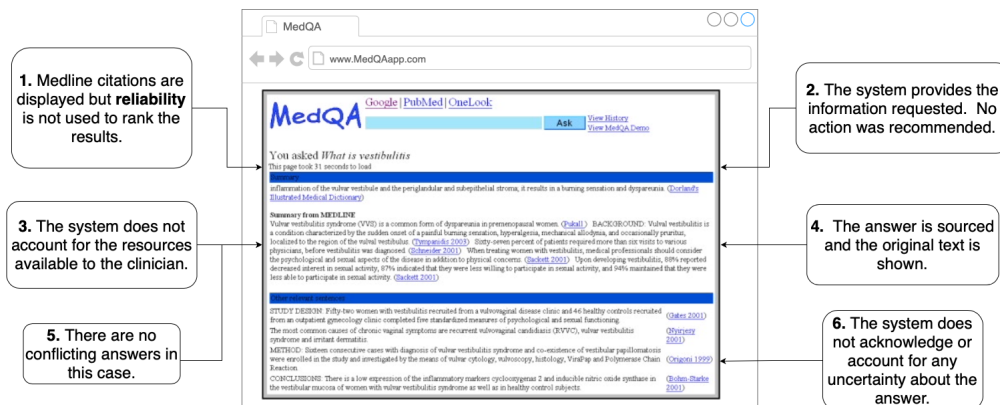 MedQA
www.MedQAapp.com
1. Medline citations are
displayed but reliability
is not used to rank the
results.
2. The system provides the
information requested. No
action was recommended.
3. The system does not
account for the resources
available to the clinician.
4. The answer is sourced
and the original text is
shown.
5. There are no
conflicting answers in
this case.
6. The system does
not acknowledge or
account for any
uncertainty about the
answer.
MedQA
Google | PubMed | OneLook
Ask
View History
View MedQA Demo
You asked What is vestibulitis
This page took 31 seconds to load
Summary
inflammation of the vulvar vestibule and the periglandular and subepithelial stroma; it results in a burning sensation and dyspareunia. (Dorland's
Illustrated Medical Dictionary)
Summary from MEDLINE
Vulvar vestibulitis syndrome (VVS) is a common form of dyspareunia in premenopausal women. (Pukall ) BACKGROUND: Vulval vestibulitis is
a condition characterized by the sudden onset of a painful burning sensation, hyperalgesia, mechanical allodynia, and occasionally pruritus,
localized to the region of the vulval vestibulus. (Tympanidis 2003) Sixty-seven percent of patients required more than six visits to various
physicians, before vestibulitis was diagnosed. (Schneider 2001) When treating women with vestibulitis, medical professionals should consider
the psychological and sexual aspects of the disease in addition to physical concerns. (Sackett 2001) Upon developing vestibulitis, 88% reported
decreased interest in sexual activity, 87% indicated that they were less willing to participate in sexual activity, and 94% maintained that they were
less able to participate in sexual activity. (Sackett 2001)
Other relevant sentences
STUDY DESIGN: Fifty-two women with vestibulitis recruited from a vulvovaginal disease clinic and 46 healthy controls recruited
from an outpatient gynecology clinic completed five standardized measures of psychological and sexual functioning.
(Gates 2001)
The most common causes of chronic vaginal symptoms are recurrent vulvovaginal candidiasis (RVVC), vulvar vestibulitis
syndrome and irritant dermatitis.
(Nyirjesy
2001)
METHOD: Sixteen consecutive cases with diagnosis of vulvar vestibulitis syndrome and co-existence of vestibular papillomatosis
were enrolled in the study and investigated by the means of vulvar cytology, vulvoscopy, histology, ViraPap and Polymerase Chain
Reaction.
(Origoni 1999)
CONCLUSIONS: There is a low expression of the inflammatory markers cyclooxygenas 2 and inducible nitric oxide synthase in
the vestibular mucosa of women with vulvar vestibulitis syndrome as well as in healthy control subjects.
(Bohm-Starke
2001)